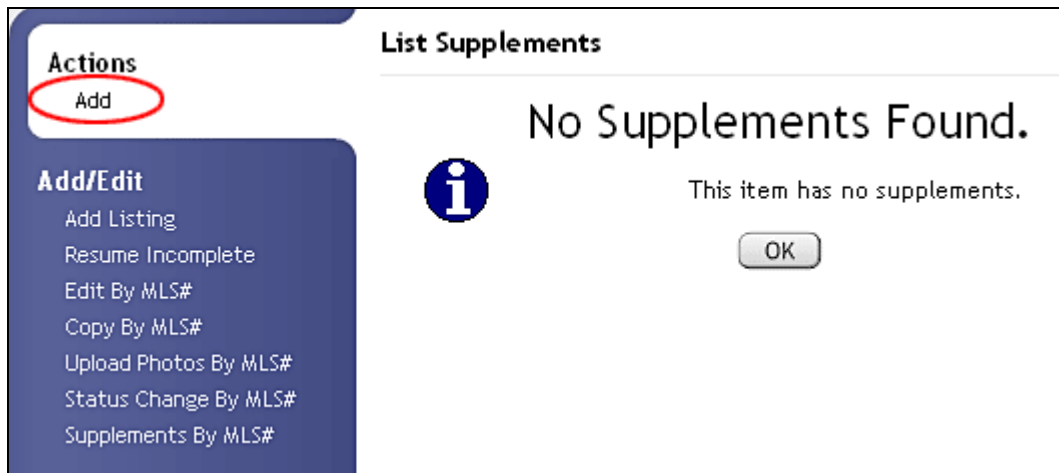 Actions
Add
Add/Edit
Add Listing
Resume Incomplete
Edit By MLS#
Copy By MLS#
Upload Photos By MLS#
Status Change By MLS#
Supplements By MLS#
List Supplements
No Supplements Found.
This item has no supplements.
OK